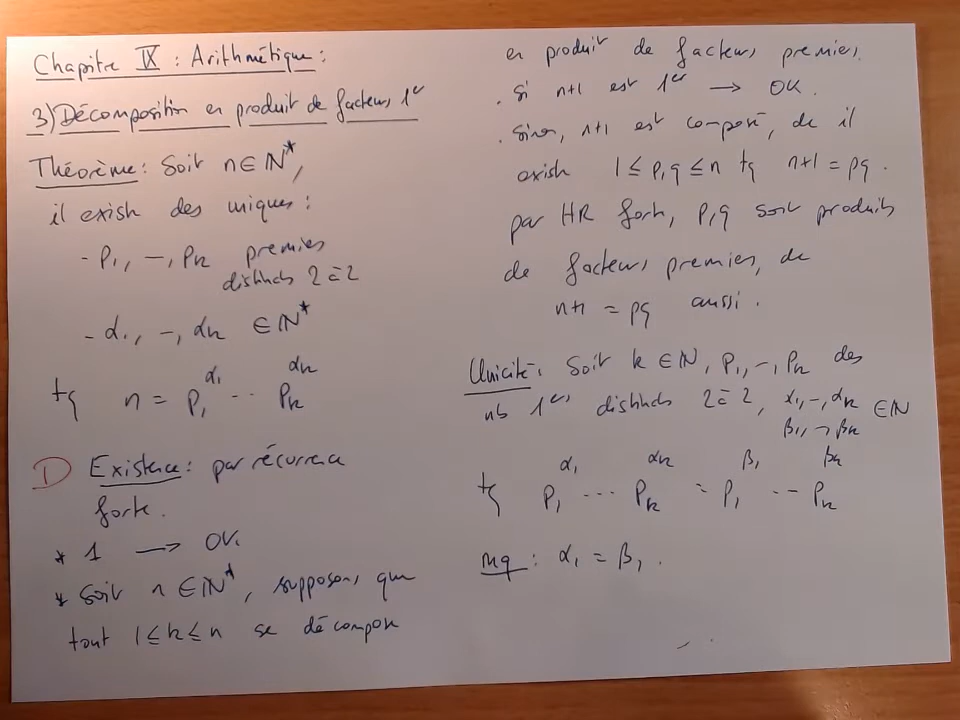 Chapitre IX : Arithmétique :
3) Décomposition en produit de facteurs 1er
Théorème : Soit n ∈ ℕ*,
il existe des uniques :
- P₁, –, Pₖ premiers
distincts 2 à 2
- α₁, –, αₖ ∈ ℕ*
tq n = P₁^α₁ ·· Pₖ^αₖ
D Existence : par récurrence
forte.
* 1 → OK.
* Soit n ∈ ℕ*, supposons que
tout 1 ≤ k ≤ n se décompose
en produit de facteurs premiers.
. si n+1 est 1er → OK.
. Sinon, n+1 est composé, dc il
existe 1 ≤ p,q ≤ n tq n+1 = pq.
par HR forte, p,q sont produits
de facteurs premiers, dc
n+1 = pq aussi.
Unicité : Soit k ∈ ℕ, P₁, –, Pₖ des
nb 1ers distincts 2 à 2, α₁, –, αₖ ∈ ℕ
β₁, –, βₖ
tq P₁^α₁ ··· Pₖ^αₖ = P₁^β₁ ·· Pₖ^βₖ
mq : α₁ = β₁.